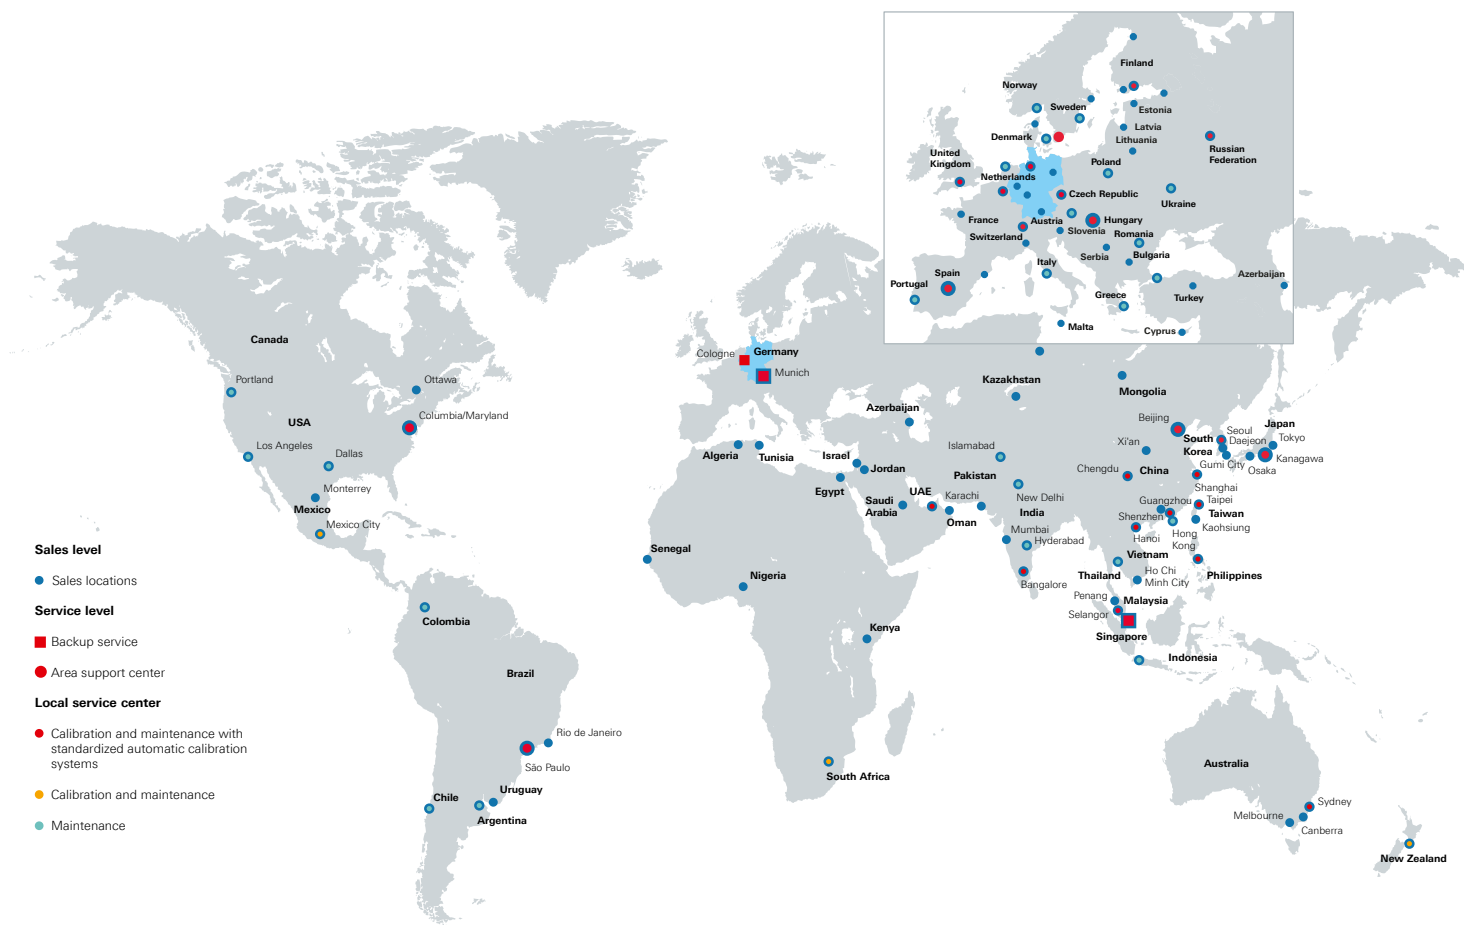 Finland
Norway
Sweden
Estonia
Latvia
Denmark
Lithuania
United
Kingdom
Russian
Federation
Poland
Netherlands
Czech Republic
Ukraine
France
Austria
Hungary
Slovenia
Romania
Switzerland
Serbia
Bulgaria
Italy
Spain
Portugal
Azerbaijan
Greece
Turkey
Malta
Cyprus
Canada
Cologne
Germany
Munich
Portland
Ottawa
Kazakhstan
Mongolia
Columbia/Maryland
USA
Azerbaijan
Beijing
Japan
Los Angeles
Dallas
Algeria
Tunisia
Israel
Jordan
Islamabad
Xi'an
South
Korea
Seoul
Daejeon
Tokyo
Kanagawa
Gumi City
Osaka
Chengdu
China
Pakistan
Monterrey
Mexico
Egypt
Saudi
Arabia
UAE
Karachi
New Delhi
India
Shanghai
Guangzhou
Taipei
Mexico City
Oman
Shenzhen
Taiwan
Kaohsiung
Mumbai
Hyderabad
Hanoi
Hong
Kong
Sales level
Senegal
Vietnam
Sales locations
Nigeria
Bangalore
Thailand
Ho Chi
Minh City
Philippines
Service level
Penang
Malaysia
Selangor
Colombia
Kenya
Singapore
Backup service
Indonesia
Area support center
Brazil
Local service center
Calibration and maintenance with
standardized automatic calibration
systems
Rio de Janeiro
São Paulo
Australia
South Africa
Calibration and maintenance
Chile
Uruguay
Argentina
Sydney
Melbourne
Canberra
Maintenance
New Zealand